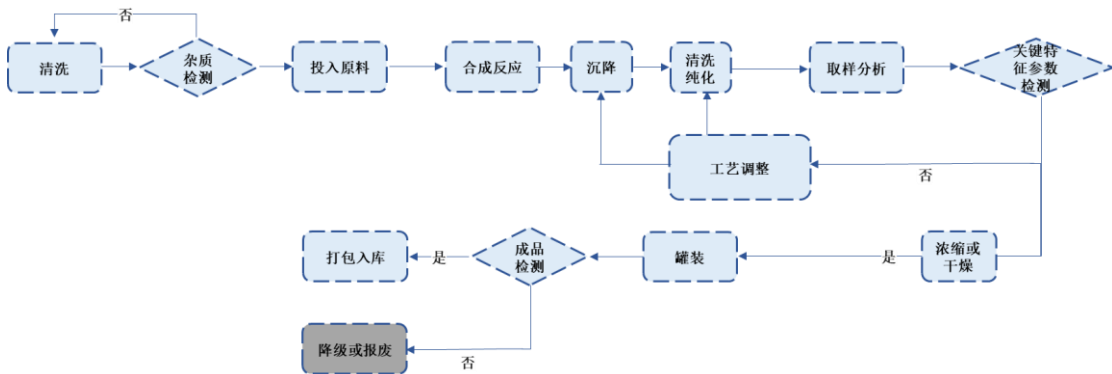 否
清洗
杂质
检测
投入原料
合成反应
沉降
清洗
纯化
取样分析
关键特
征参数
检测
工艺调整
否
打包入库
是
成品
检测
罐装
是
浓缩或
干燥
降级或报废
否